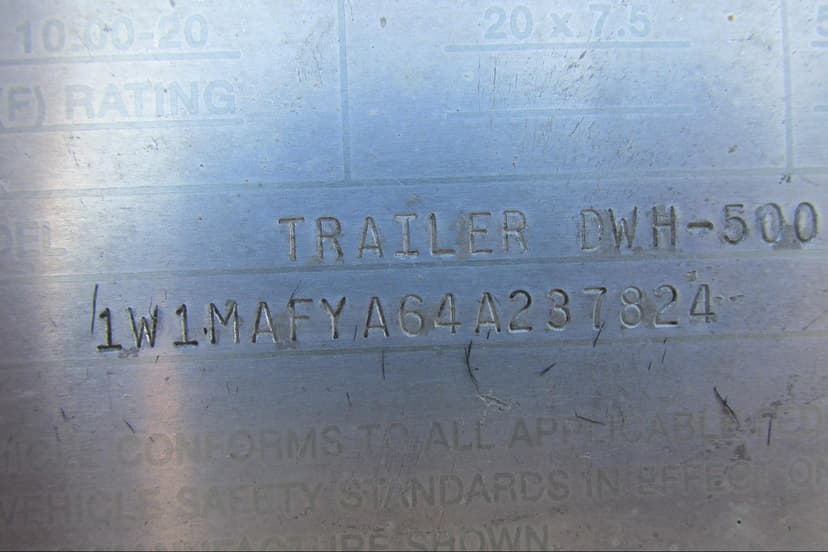 10.00-20 20 x 7.5
(F) RATING
TRAILER DWH-500
1W1MAFYA64A237824
CONFORMS TO ALL APPLICABLE
VEHICLE SAFETY STANDARDS IN EFFECT ON
SHOWN.